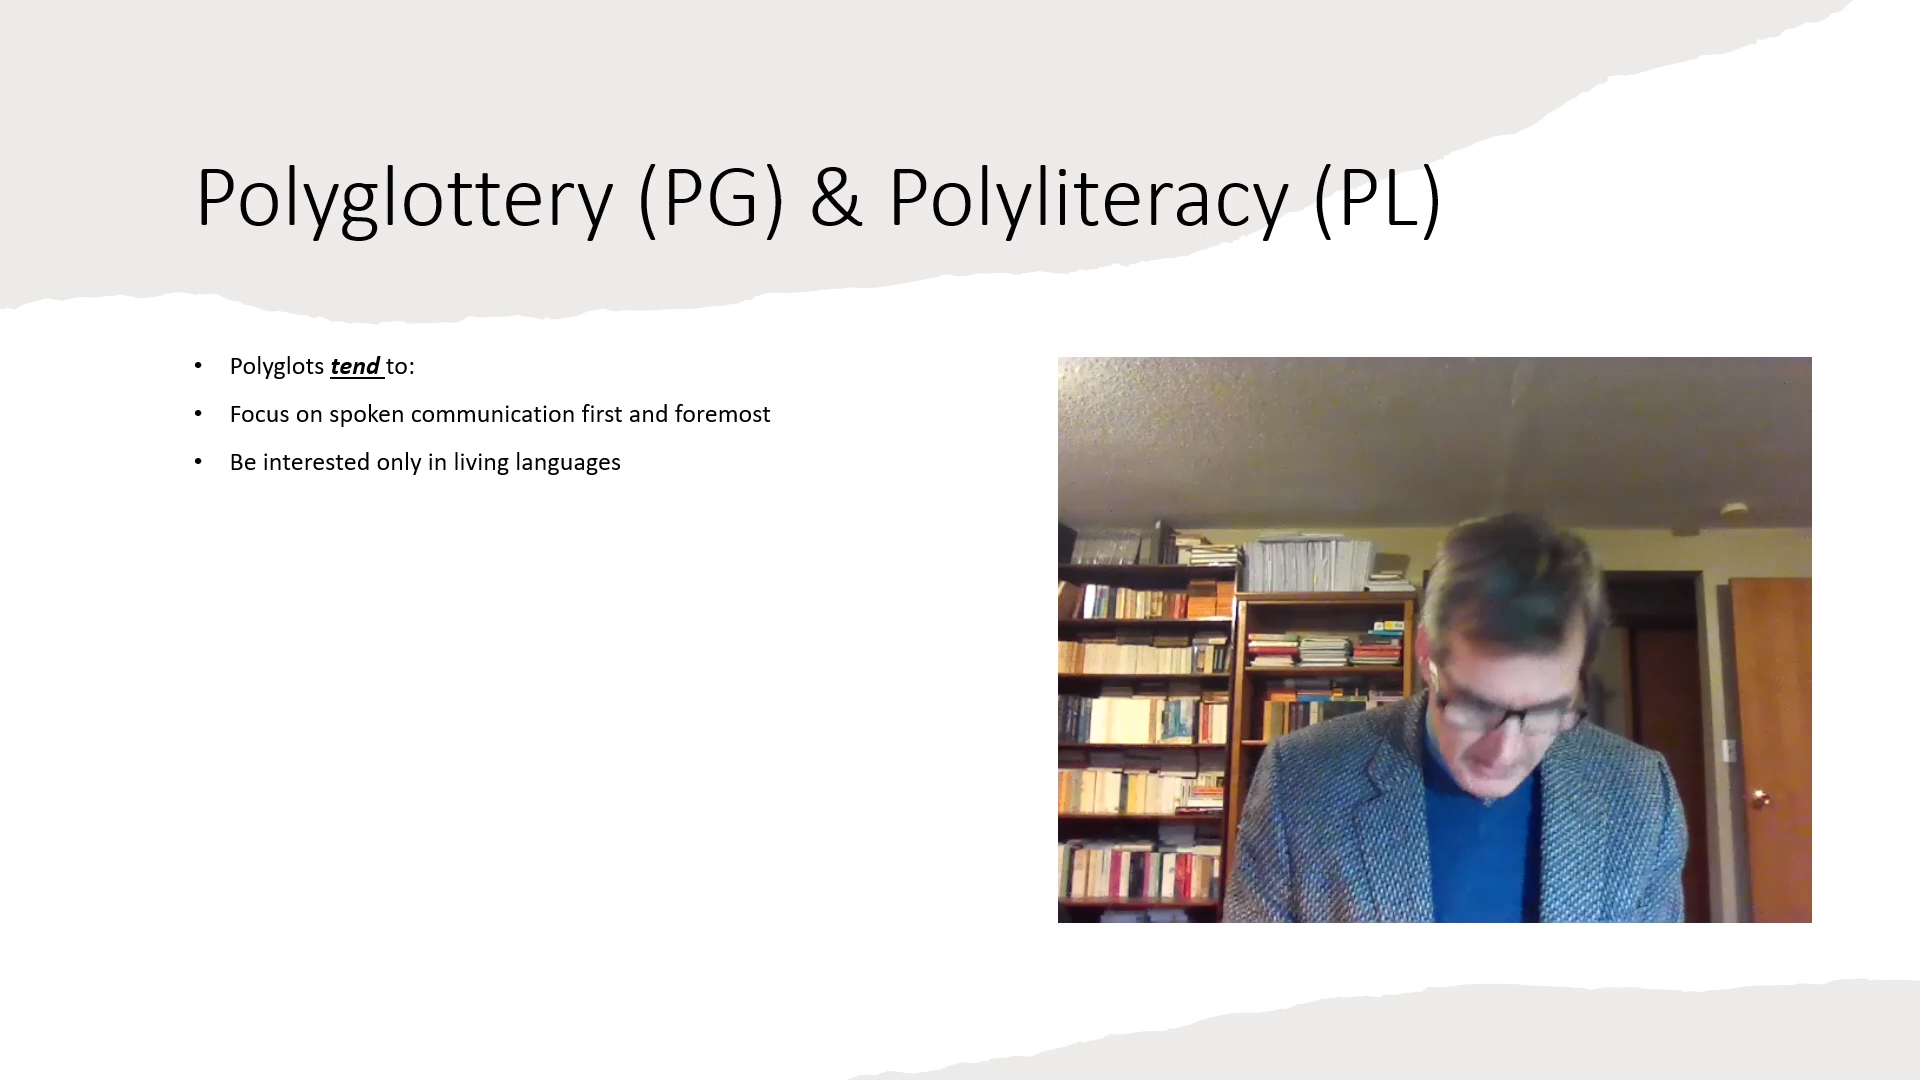 Polyglottery (PG) & Polyliteracy (PL)
• Polyglots tend to:
• Focus on spoken communication first and foremost
• Be interested only in living languages